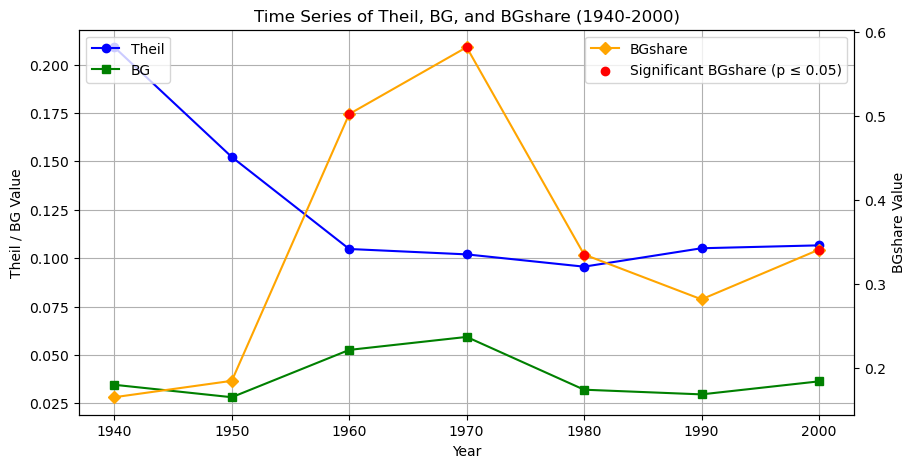 Time Series of Theil, BG, and BGshare (1940-2000)
Theil
BG
BGshare
Significant BGshare (p ≤ 0.05)
Theil / BG Value
0.200
0.175
0.150
0.125
0.100
0.075
0.050
0.025
0.6
0.5
0.4
0.3
0.2
BGshare Value
1940 1950 1960 1970 1980 1990 2000
Year